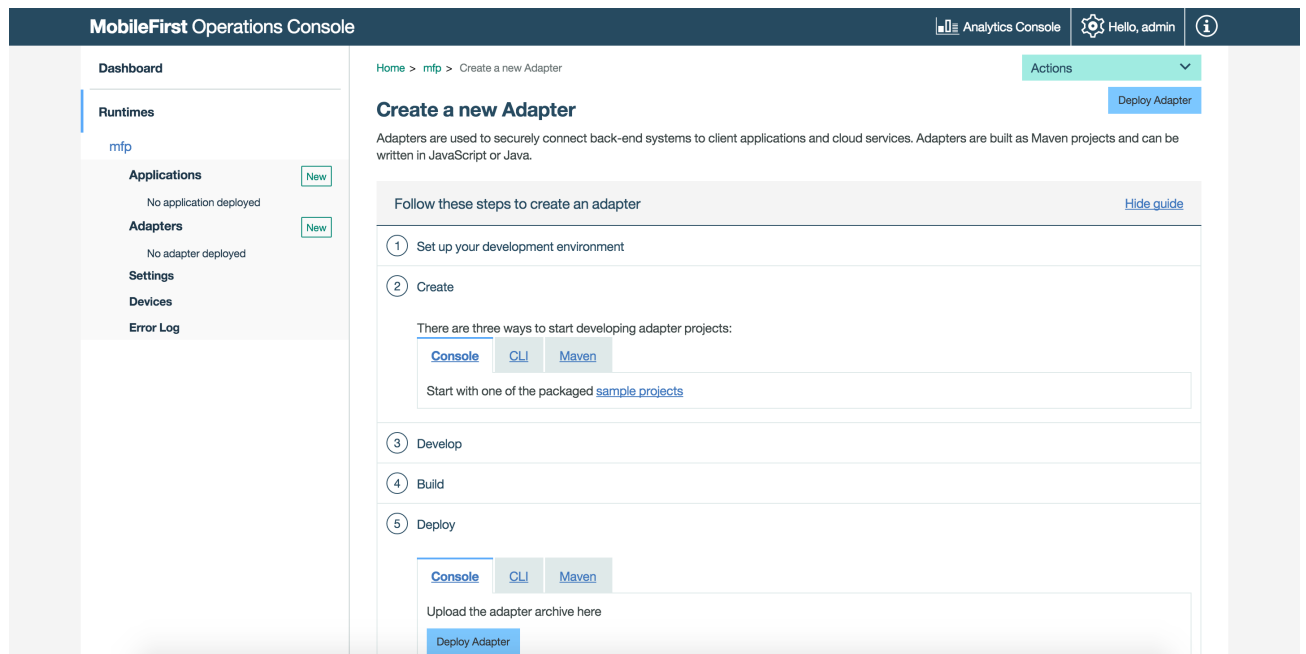 MobileFirst Operations Console
Analytics Console
Hello, admin
Dashboard
Runtimes
mfp
Applications
New
No application deployed
Adapters
New
No adapter deployed
Settings
Devices
Error Log
Home > mfp > Create a new Adapter
Actions
Deploy Adapter
Create a new Adapter
Adapters are used to securely connect back-end systems to client applications and cloud services. Adapters are built as Maven projects and can be
written in JavaScript or Java.
Follow these steps to create an adapter
Hide guide
1 Set up your development environment
2 Create
There are three ways to start developing adapter projects:
Console CLI Maven
Start with one of the packaged sample projects
3 Develop
4 Build
5 Deploy
Console CLI Maven
Upload the adapter archive here
Deploy Adapter